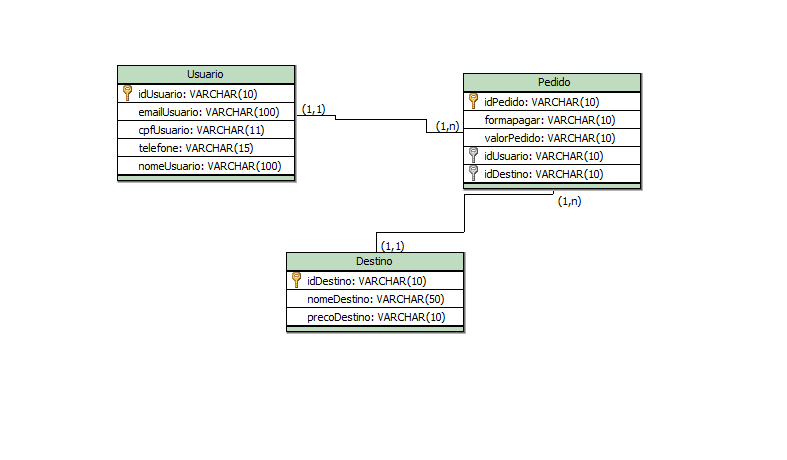 Usuario
idUsuario: VARCHAR(10)
emailUsuario: VARCHAR(100)
cpfUsuario: VARCHAR(11)
telefone: VARCHAR(15)
nomeUsuario: VARCHAR(100)
(1,1)
(1,n)
Pedido
idPedido: VARCHAR(10)
formapagar: VARCHAR(10)
valorPedido: VARCHAR(10)
idUsuario: VARCHAR(10)
idDestino: VARCHAR(10)
(1,n)
(1,1)
Destino
idDestino: VARCHAR(10)
nomeDestino: VARCHAR(50)
precoDestino: VARCHAR(10)